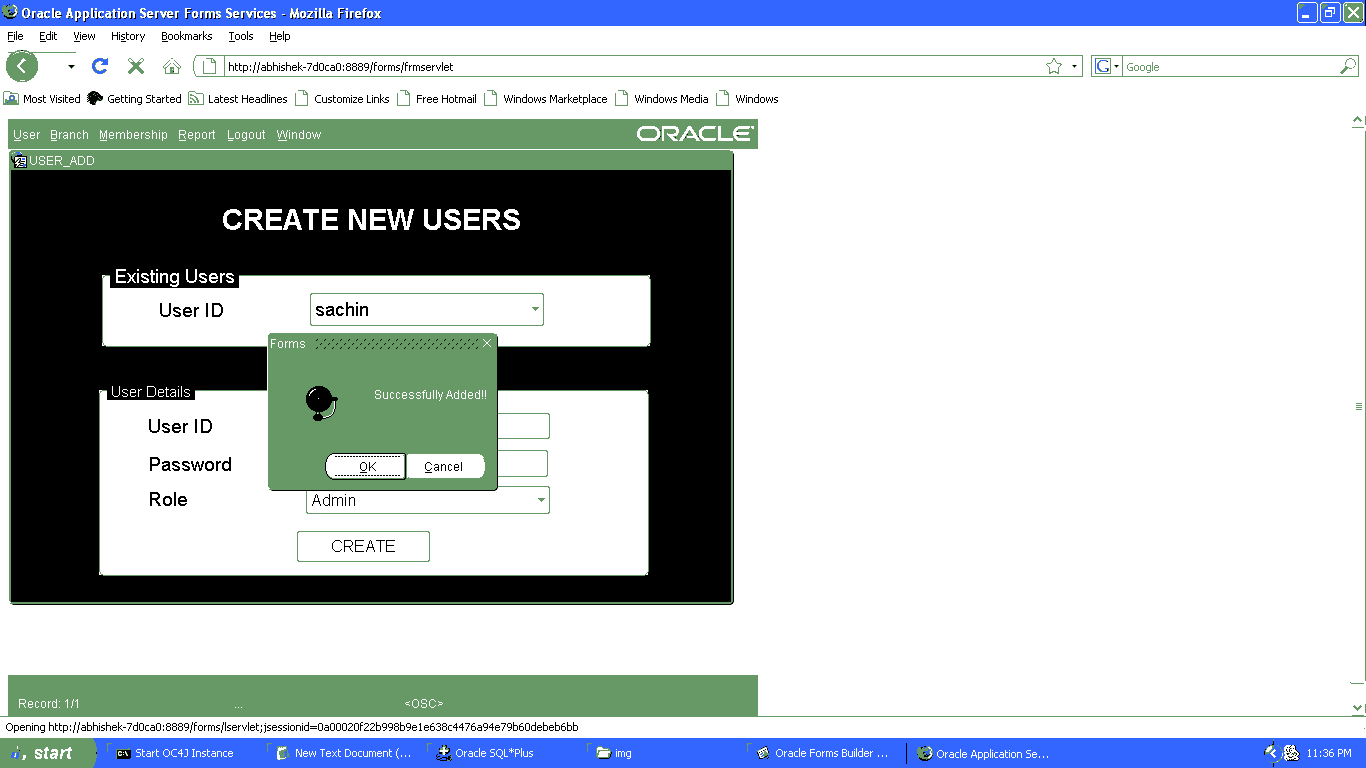 Oracle Application Server Forms Services - Mozilla Firefox
File Edit View History Bookmarks Tools Help
http://abhishek-7d0ca0:8889/forms/frmservlet
G Google
Most Visited Getting Started Latest Headlines Customize Links Free Hotmail Windows Marketplace Windows Media Windows
User Branch Membership Report Logout Window ORACLE
USER_ADD
CREATE NEW USERS
Existing Users
User ID sachin
Forms
Successfully Added!!
OK Cancel
User Details
User ID
Password
Role Admin
CREATE
Record: 1/1 ... <OSC>
Opening http://abhishek-7d0ca0:8889/forms/lservlet;jsessionid=0a00020f22b998b9e1e638c4476a94e79b60debeb6bb
start Start OC4J Instance New Text Document (... Oracle SQL*Plus img Oracle Forms Builder ... Oracle Application Se... 11:36 PM